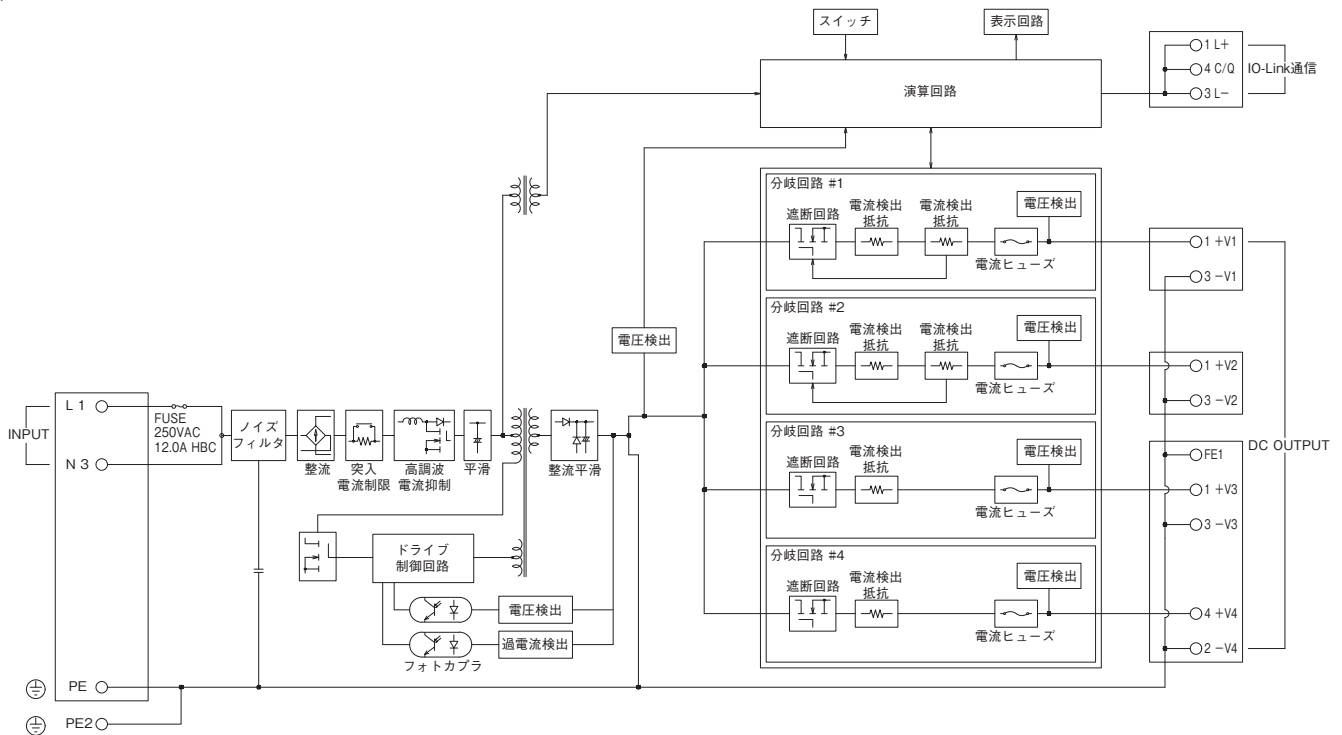 スイッチ
表示回路
演算回路
1 L+
4 C/Q
3 L−
IO-Link通信
分岐回路 #1
遮断回路
電流検出
抵抗
電流検出
抵抗
電圧検出
電流ヒューズ
1 +V1
3 −V1
分岐回路 #2
遮断回路
電流検出
抵抗
電流検出
抵抗
電圧検出
電流ヒューズ
1 +V2
3 −V2
電圧検出
分岐回路 #3
遮断回路
電流検出
抵抗
電圧検出
電流ヒューズ
FE1
1 +V3
3 −V3
DC OUTPUT
分岐回路 #4
遮断回路
電流検出
抵抗
電圧検出
電流ヒューズ
4 +V4
2 −V4
INPUT
L 1
N 3
FUSE
250VAC
12.0A HBC
ノイズ
フィルタ
整流
突入
電流制限
高調波
電流抑制
平滑
整流平滑
ドライブ
制御回路
電圧検出
過電流検出
フォトカプラ
PE
PE2